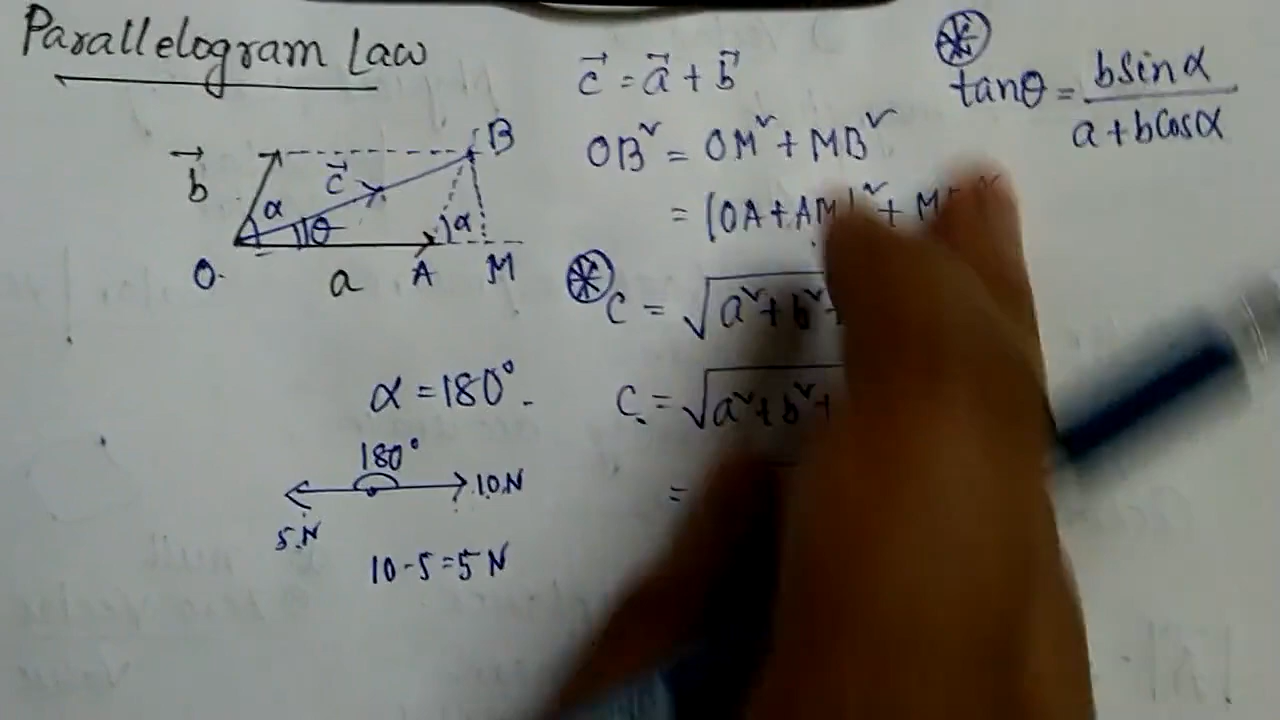 Parallelogram Law
c⃗ = a⃗ + b⃗
tanθ = bsinα / a + bcosα
b⃗
c⃗
B
α
θ
α
O
a
A
M
OB² = OM² + MB²
= (OA + AM)² +
C = √a² + b² +
α = 180°
C = √a² + b² +
180°
10N
5N
=
10 - 5 = 5 N